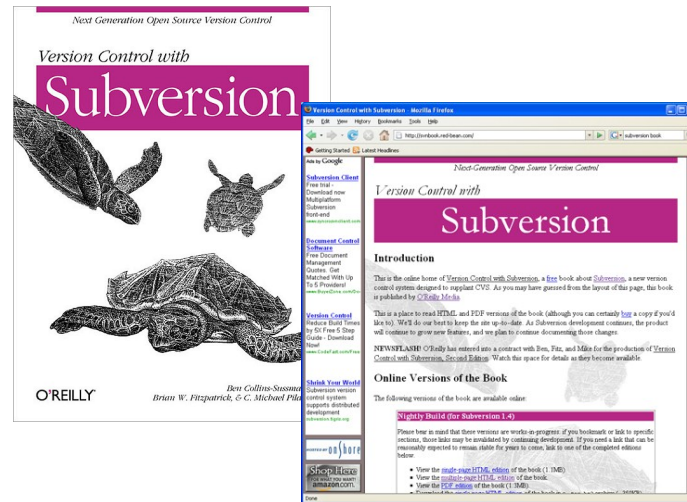 Next Generation Open Source Version Control
Version Control with
Subversion
O'REILLY
Ben Collins-Sussman
Brian W. Fitzpatrick, & C. Michael
Version Control with Subversion - Mozilla Firefox
File Edit View History Bookmarks Tools Help
http://svnbook.red-bean.com/
subversion book
Getting Started Latest Headlines
Ads by Google
Subversion Client
Free trial -
Download now
Multiplatform
Subversion
front-end
Document Control
Software
Free Document
Management
Quotes. Get
Matched With Up
To 5 Providers!
Version Control
Reduce Build Times
by 5X Free 5 Step
Guide - Download
Now!
Shrink Your World
Subversion version
control system
supports distributed
development
HOSTED BY onShore
Shop Here
FOR WHAT YOU WANT!
amazon.com.
Next-Generation Open Source Version Control
Version Control with
Subversion
Introduction
This is the online home of Version Control with Subversion, a free book about Subversion, a new version
control system designed to supplant CVS. As you may have guessed from the layout of this page, this book
is published by O'Reilly Media.
This is a place to read HTML and PDF versions of the book (although you can certainly buy a copy if you'd
like to). We'll do our best to keep the site up-to-date. As Subversion development continues, the product
will continue to grow new features, and we plan to continue documenting those changes.
NEWSFLASH! O'Reilly has entered into a contract with Ben, Fitz, and Mike for the production of Version
Control with Subversion, Second Edition. Watch this space for details as they become available.
Online Versions of the Book
The following versions of the book are available online:
Nightly Build (for Subversion 1.4)
Please bear in mind that these versions are works-in-progress: if you bookmark or link to specific
sections, those links may be invalidated by continuing development. If you need a link that can be
reasonably expected to remain stable for years to come, link to one of the completed editions
below.
View the single-page HTML edition of the book (1.1MB)
View the multiple-page HTML edition of the book.
View the PDF edition of the book (1.3MB)
Done